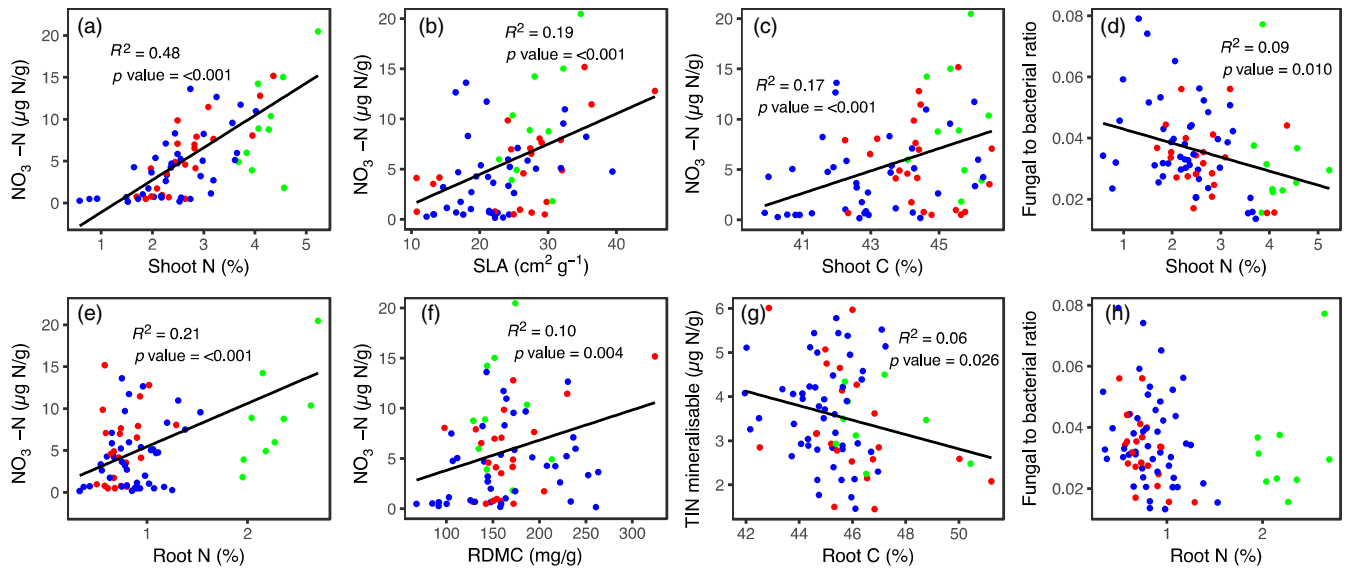 (a)
R² = 0.48
p value = <0.001
NO₃ –N (µg N/g)
20
15
10
5
0
1 2 3 4 5
Shoot N (%)
(b)
R² = 0.19
p value = <0.001
NO₃ –N (µg N/g)
20
15
10
5
0
10 20 30 40
SLA (cm² g⁻¹)
(c)
R² = 0.17
p value = <0.001
NO₃ –N (µg N/g)
20
15
10
5
0
41 43 45
Shoot C (%)
(d)
R² = 0.09
p value = 0.010
Fungal to bacterial ratio
0.08
0.06
0.04
0.02
1 2 3 4 5
Shoot N (%)
(e)
R² = 0.21
p value = <0.001
NO₃ –N (µg N/g)
20
15
10
5
0
1 2
Root N (%)
(f)
R² = 0.10
p value = 0.004
NO₃ –N (µg N/g)
20
15
10
5
0
100 150 200 250 300
RDMC (mg/g)
(g)
R² = 0.06
p value = 0.026
TIN mineralisable (µg N/g)
6
5
4
3
2
42 44 46 48 50
Root C (%)
(h)
Fungal to bacterial ratio
0.08
0.06
0.04
0.02
1 2
Root N (%)